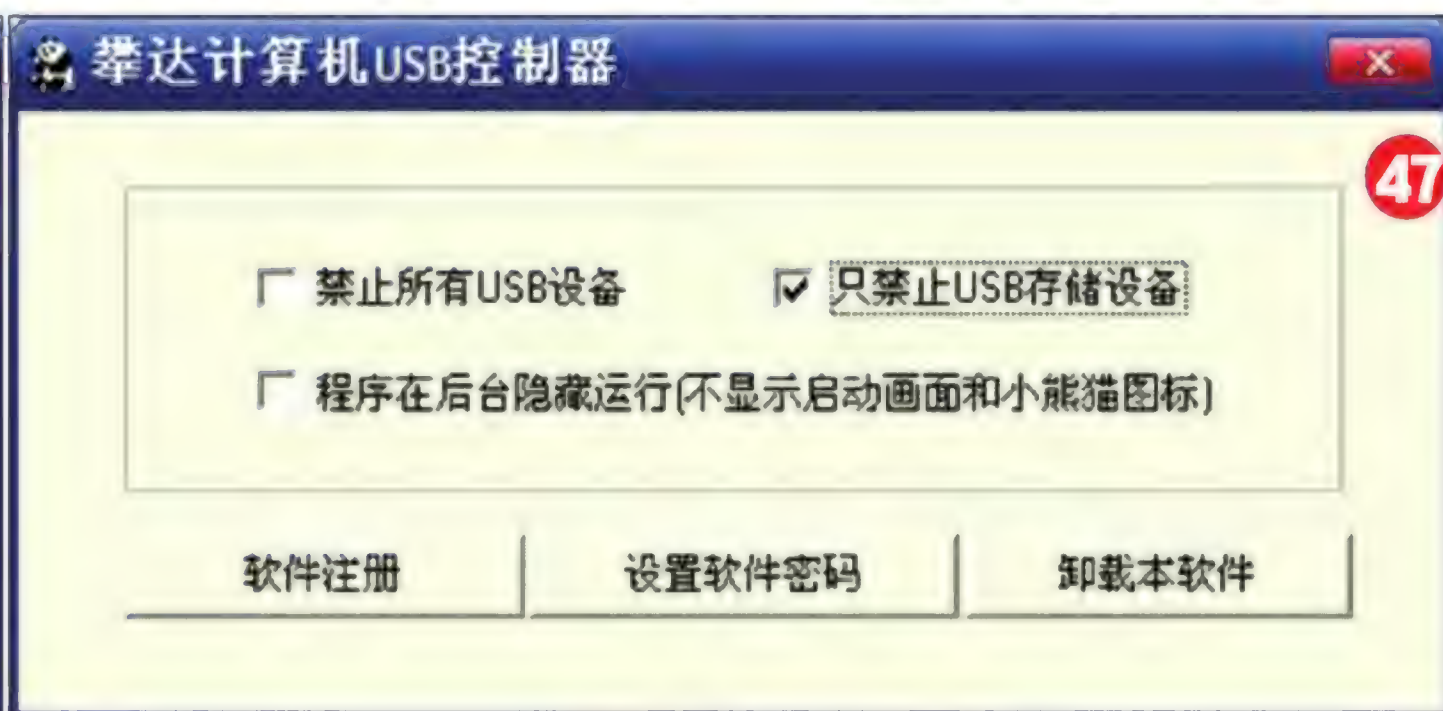 攀达计算机USB控制器
47
禁止所有USB设备
只禁止USB存储设备
程序在后台隐藏运行(不显示启动画面和小熊猫图标)
软件注册
设置软件密码
卸载本软件